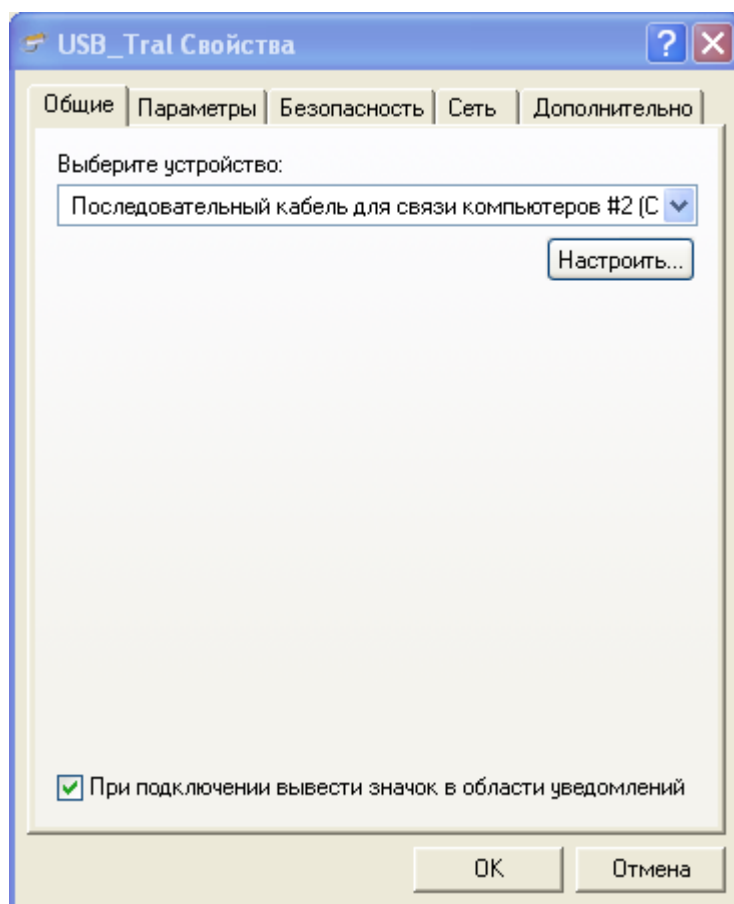 USB_Tral Свойства
Общие Параметры Безопасность Сеть Дополнительно
Выберите устройство:
Последовательный кабель для связи компьютеров #2 (С
Настроить...
При подключении вывести значок в области уведомлений
OK Отмена